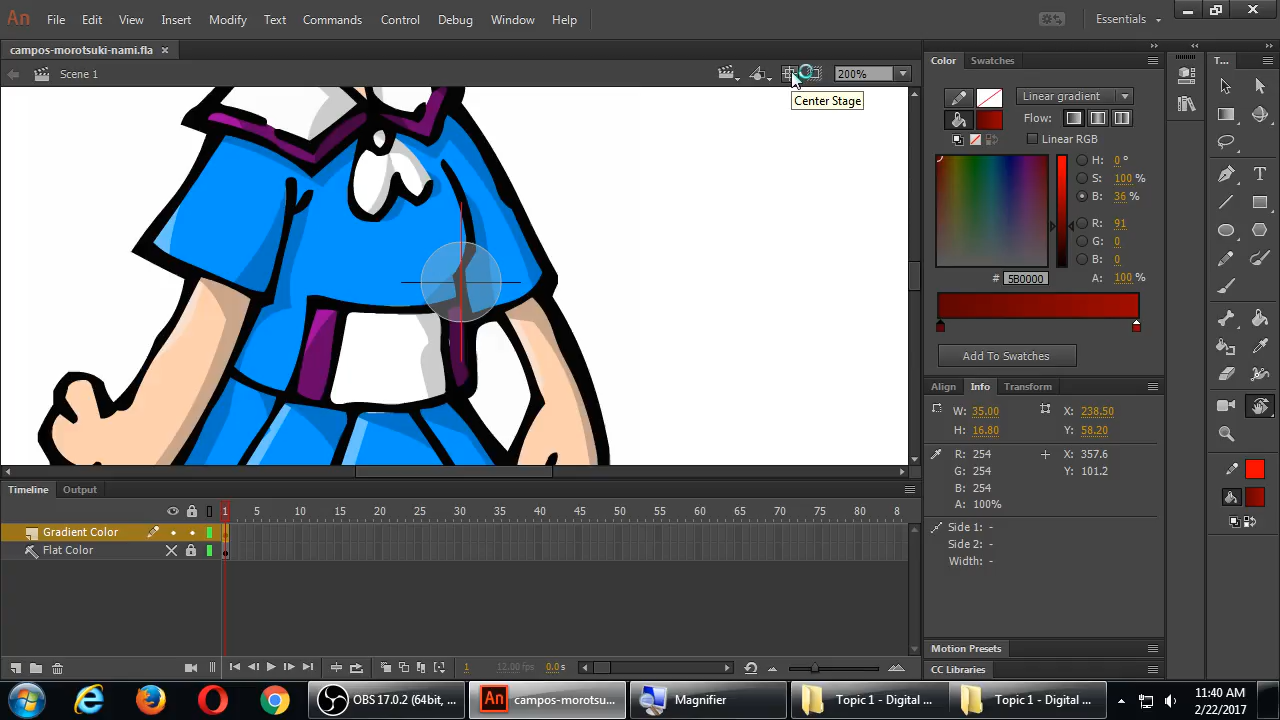 An File Edit View Insert Modify Text Commands Control Debug Window Help Essentials
campos-morotsuki-nami.fla ×
Scene 1 200%
Center Stage
Color Swatches T...
Linear gradient
Flow:
Linear RGB
H: 0 °
S: 100 %
B: 36 %
R: 91
G: 0
B: 0
# 5B0000 A: 100 %
Add To Swatches
Align Info Transform
W: 35.00 X: 238.50
H: 16.80 Y: 58.20
R: 254 X: 357.6
G: 254 Y: 101.2
B: 254
A: 100%
Side 1: -
Side 2: -
Width: -
Motion Presets
CC Libraries
Timeline Output
1 5 10 15 20 25 30 35 40 45 50 55 60 65 70 75 80 8
Gradient Color
Flat Color
1 12.00 fps 0.0 s
OBS 17.0.2 (64bit, ... An campos-morotsu... Magnifier Topic 1 - Digital ... Topic 1 - Digital ... 11:40 AM
2/22/2017